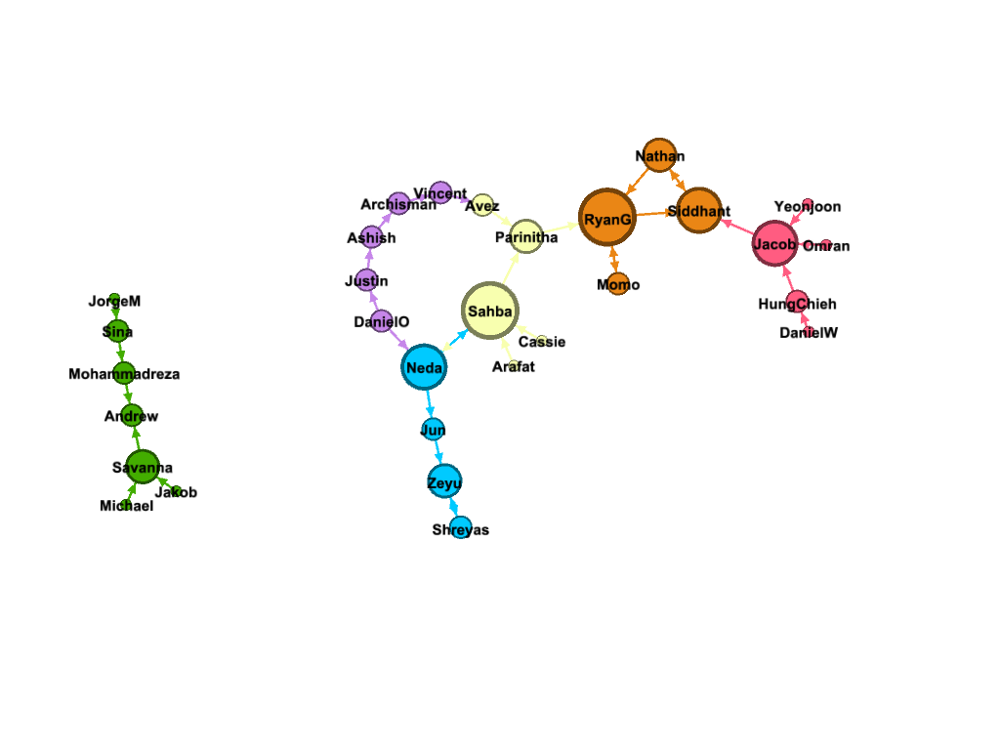 Nathan
Vincent
Archisman
Avez
Yeonjoon
Siddhant
RyanG
Ashish
Parinitha
Jacob
Omran
Justin
Momo
JorgeM
HungChieh
Sahba
DanielO
Sina
DanielW
Cassie
Neda
Arafat
Mohammadreza
Andrew
Jun
Savanna
Zeyu
Jakob
Michael
Shreyas